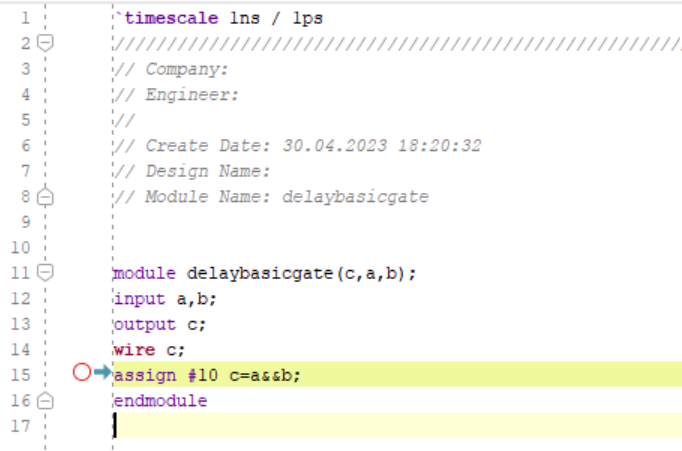 1 `timescale 1ns / 1ps
2 ////////////////////////////////////////////////////////
3 // Company:
4 // Engineer:
5 //
6 // Create Date: 30.04.2023 18:20:32
7 // Design Name:
8 // Module Name: delaybasicgate
9
10
11 module delaybasicgate(c,a,b);
12 input a,b;
13 output c;
14 wire c;
15 assign #10 c=a&&b;
16 endmodule
17